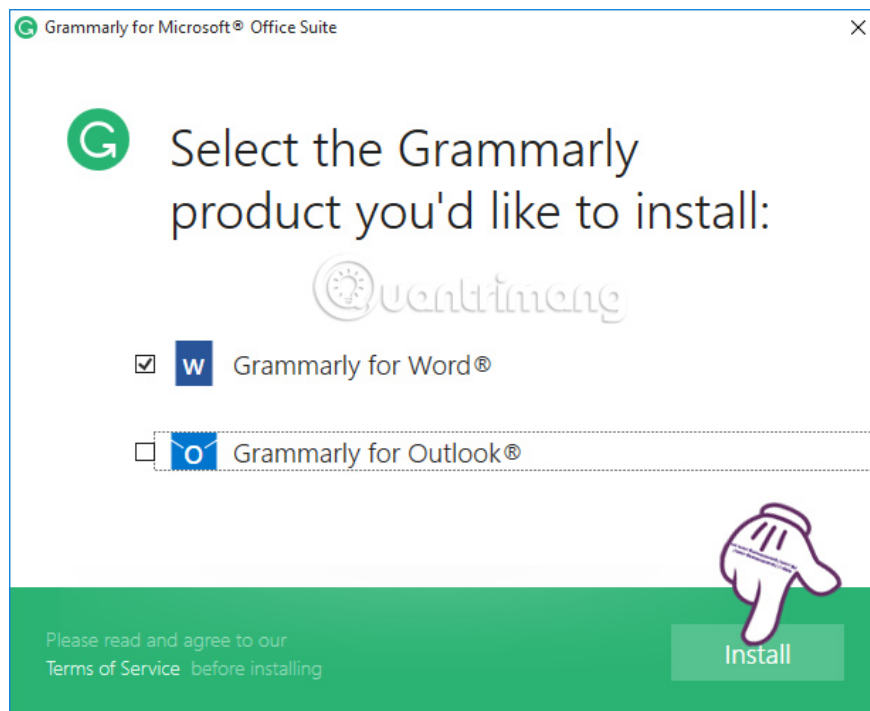 Grammarly for Microsoft® Office Suite
Select the Grammarly
product you'd like to install:
Quantrimang
W Grammarly for Word®
O Grammarly for Outlook®
Please read and agree to our
Terms of Service before installing
Install